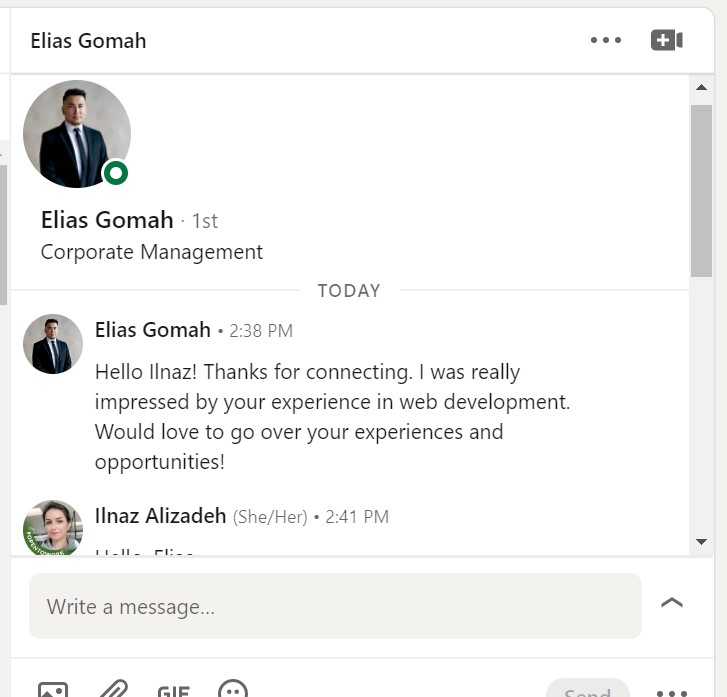 Elias Gomah
Elias Gomah · 1st
Corporate Management
TODAY
Elias Gomah • 2:38 PM
Hello Ilnaz! Thanks for connecting. I was really
impressed by your experience in web development.
Would love to go over your experiences and
opportunities!
Ilnaz Alizadeh (She/Her) • 2:41 PM
Hello, Elias
Write a message...
GIF
Send